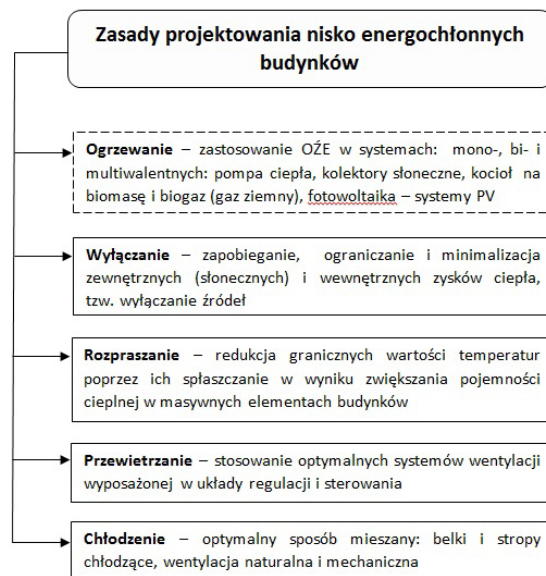 Zasady projektowania nisko energochłonnych
budynków
Ogrzewanie – zastosowanie OŹE w systemach: mono-, bi- i
multiwalentnych: pompa ciepła, kolektory słoneczne, kocioł na
biomasę i biogaz (gaz ziemny), fotowoltaika – systemy PV
Wyłączanie – zapobieganie, ograniczanie i minimalizacja
zewnętrznych (słonecznych) i wewnętrznych zysków ciepła,
tzw. wyłączanie źródeł
Rozpraszanie – redukcja granicznych wartości temperatur
poprzez ich spłaszczanie w wyniku zwiększania pojemności
cieplnej w masywnych elementach budynków
Przewietrzanie – stosowanie optymalnych systemów wentylacji
wyposażonej w układy regulacji i sterowania
Chłodzenie – optymalny sposób mieszany: belki i stropy
chłodzące, wentylacja naturalna i mechaniczna